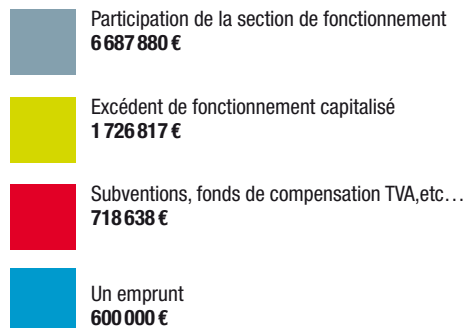 Participation de la section de fonctionnement
6 687 880 €
Excédent de fonctionnement capitalisé
1 726 817 €
Subventions, fonds de compensation TVA,etc…
718 638 €
Un emprunt
600 000 €